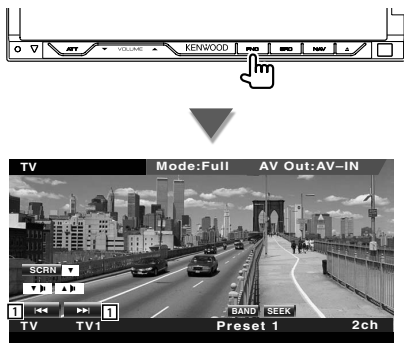 ATT VOLUME KENWOOD FNC SRC NAV
TV Mode:Full AV Out:AV–IN
SCRN
1 1
BAND SEEK
TV TV1 Preset 1 2ch